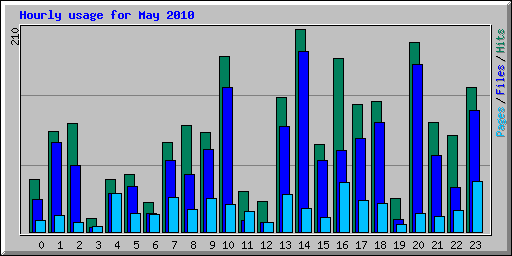 Hourly usage for May 2010
210
Pages/Files/Hits
0 1 2 3 4 5 6 7 8 9 10 11 12 13 14 15 16 17 18 19 20 21 22 23